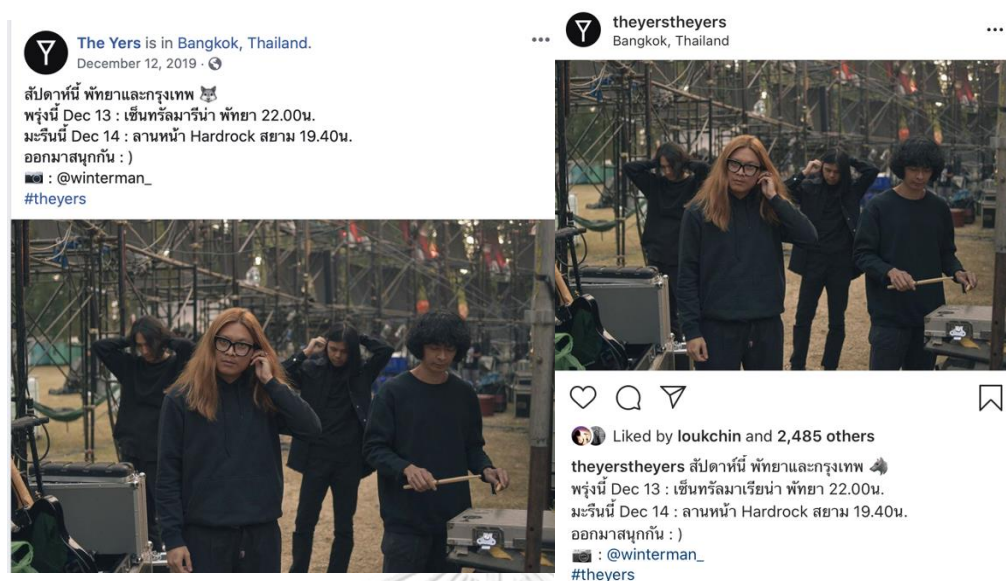 The Yers is in Bangkok, Thailand.
December 12, 2019
สัปดาห์นี้ พัทยาและกรุงเทพ
พรุ่งนี้ Dec 13 : เซ็นทรัลมารีน่า พัทยา 22.00น.
มะรืนนี้ Dec 14 : ลานหน้า Hardrock สยาม 19.40น.
ออกมาสนุกกัน : )
: @winterman_
#theyers
theyerstheyers
Bangkok, Thailand
Liked by loukchin and 2,485 others
theyerstheyers สัปดาห์นี้ พัทยาและกรุงเทพ
พรุ่งนี้ Dec 13 : เซ็นทรัลมาเรียน่า พัทยา 22.00น.
มะรืนนี้ Dec 14 : ลานหน้า Hardrock สยาม 19.40น.
ออกมาสนุกกัน : )
: @winterman_
#theyers